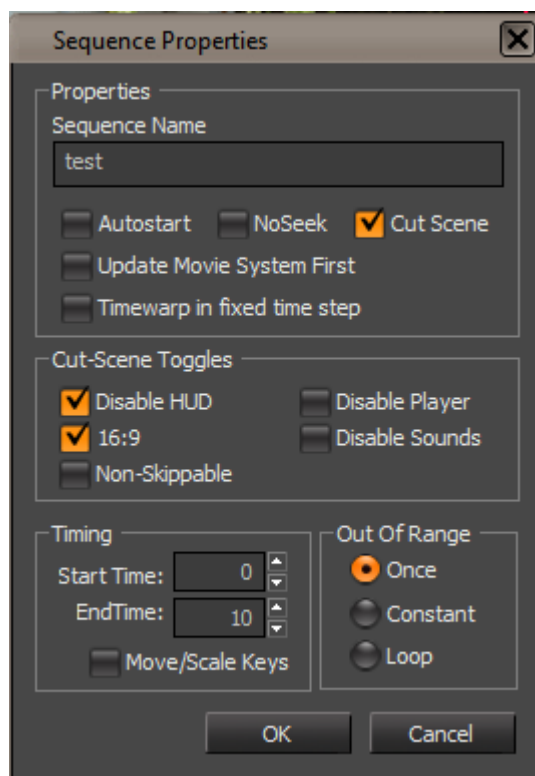 Sequence Properties
Properties
Sequence Name
test
Autostart NoSeek Cut Scene
Update Movie System First
Timewarp in fixed time step
Cut-Scene Toggles
Disable HUD Disable Player
16:9 Disable Sounds
Non-Skippable
Timing
Start Time: 0
EndTime: 10
Move/Scale Keys
Out Of Range
Once
Constant
Loop
OK Cancel